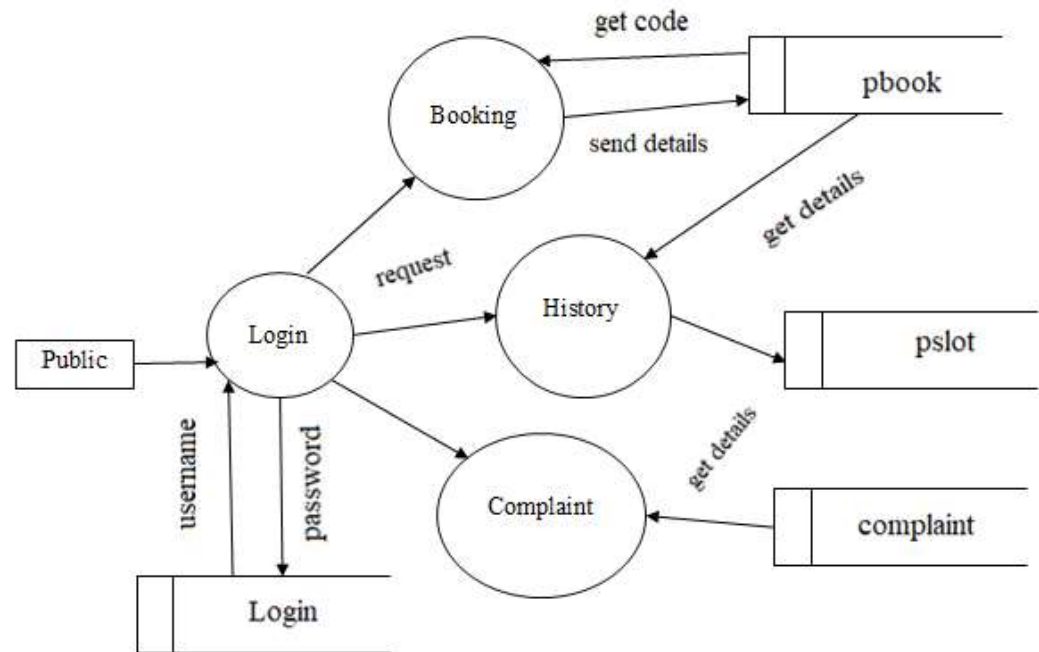 get code
pbook
Booking
send details
get details
request
History
Login
pslot
Public
username
password
get details
Complaint
complaint
Login